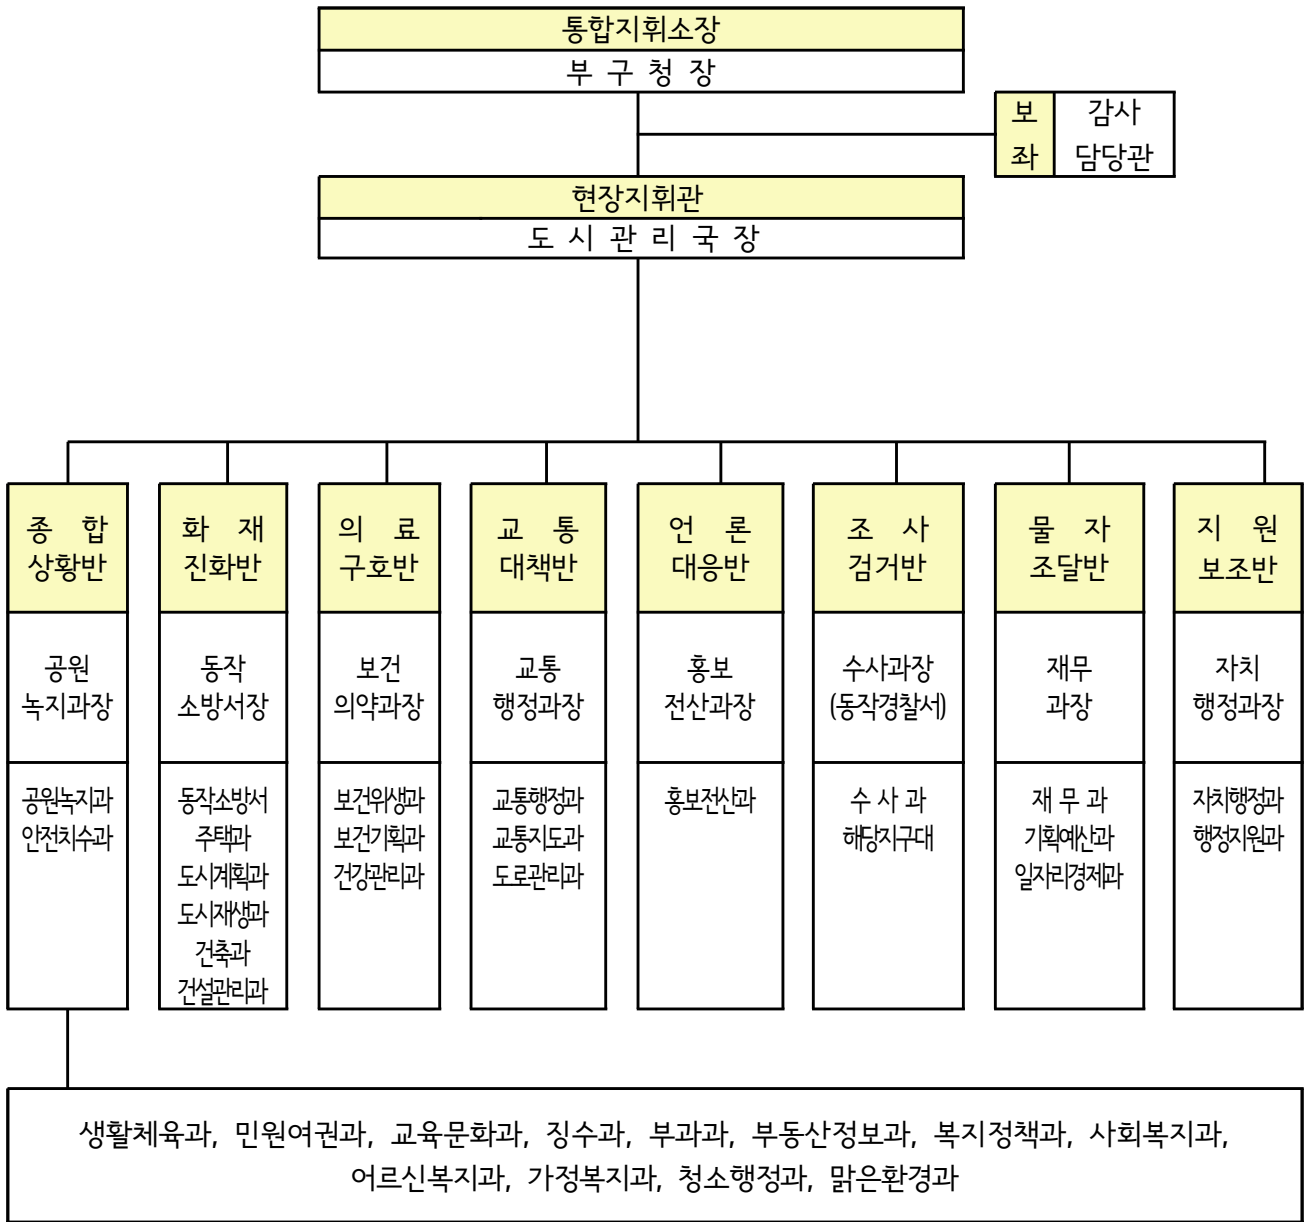 통합지휘소장
부 구 청 장
보 감사
좌 담당관
현장지휘관
도 시 관 리 국 장
종 합
상황반
공원
녹지과장
공원녹지과
안전치수과
화 재
진화반
동작
소방서장
동작소방서
주택과
도시계획과
도시재생과
건축과
건설관리과
의 료
구호반
보건
의약과장
보건위생과
보건기획과
건강관리과
교 통
대책반
교통
행정과장
교통행정과
교통지도과
도로관리과
언 론
대응반
홍보
전산과장
홍보전산과
조 사
검거반
수사과장
(동작경찰서)
수 사 과
해당지구대
물 자
조달반
재무
과장
재 무 과
기획예산과
일자리경제과
지 원
보조반
자치
행정과장
자치행정과
행정지원과
생활체육과, 민원여권과, 교육문화과, 징수과, 부과과, 부동산정보과, 복지정책과, 사회복지과,
어르신복지과, 가정복지과, 청소행정과, 맑은환경과